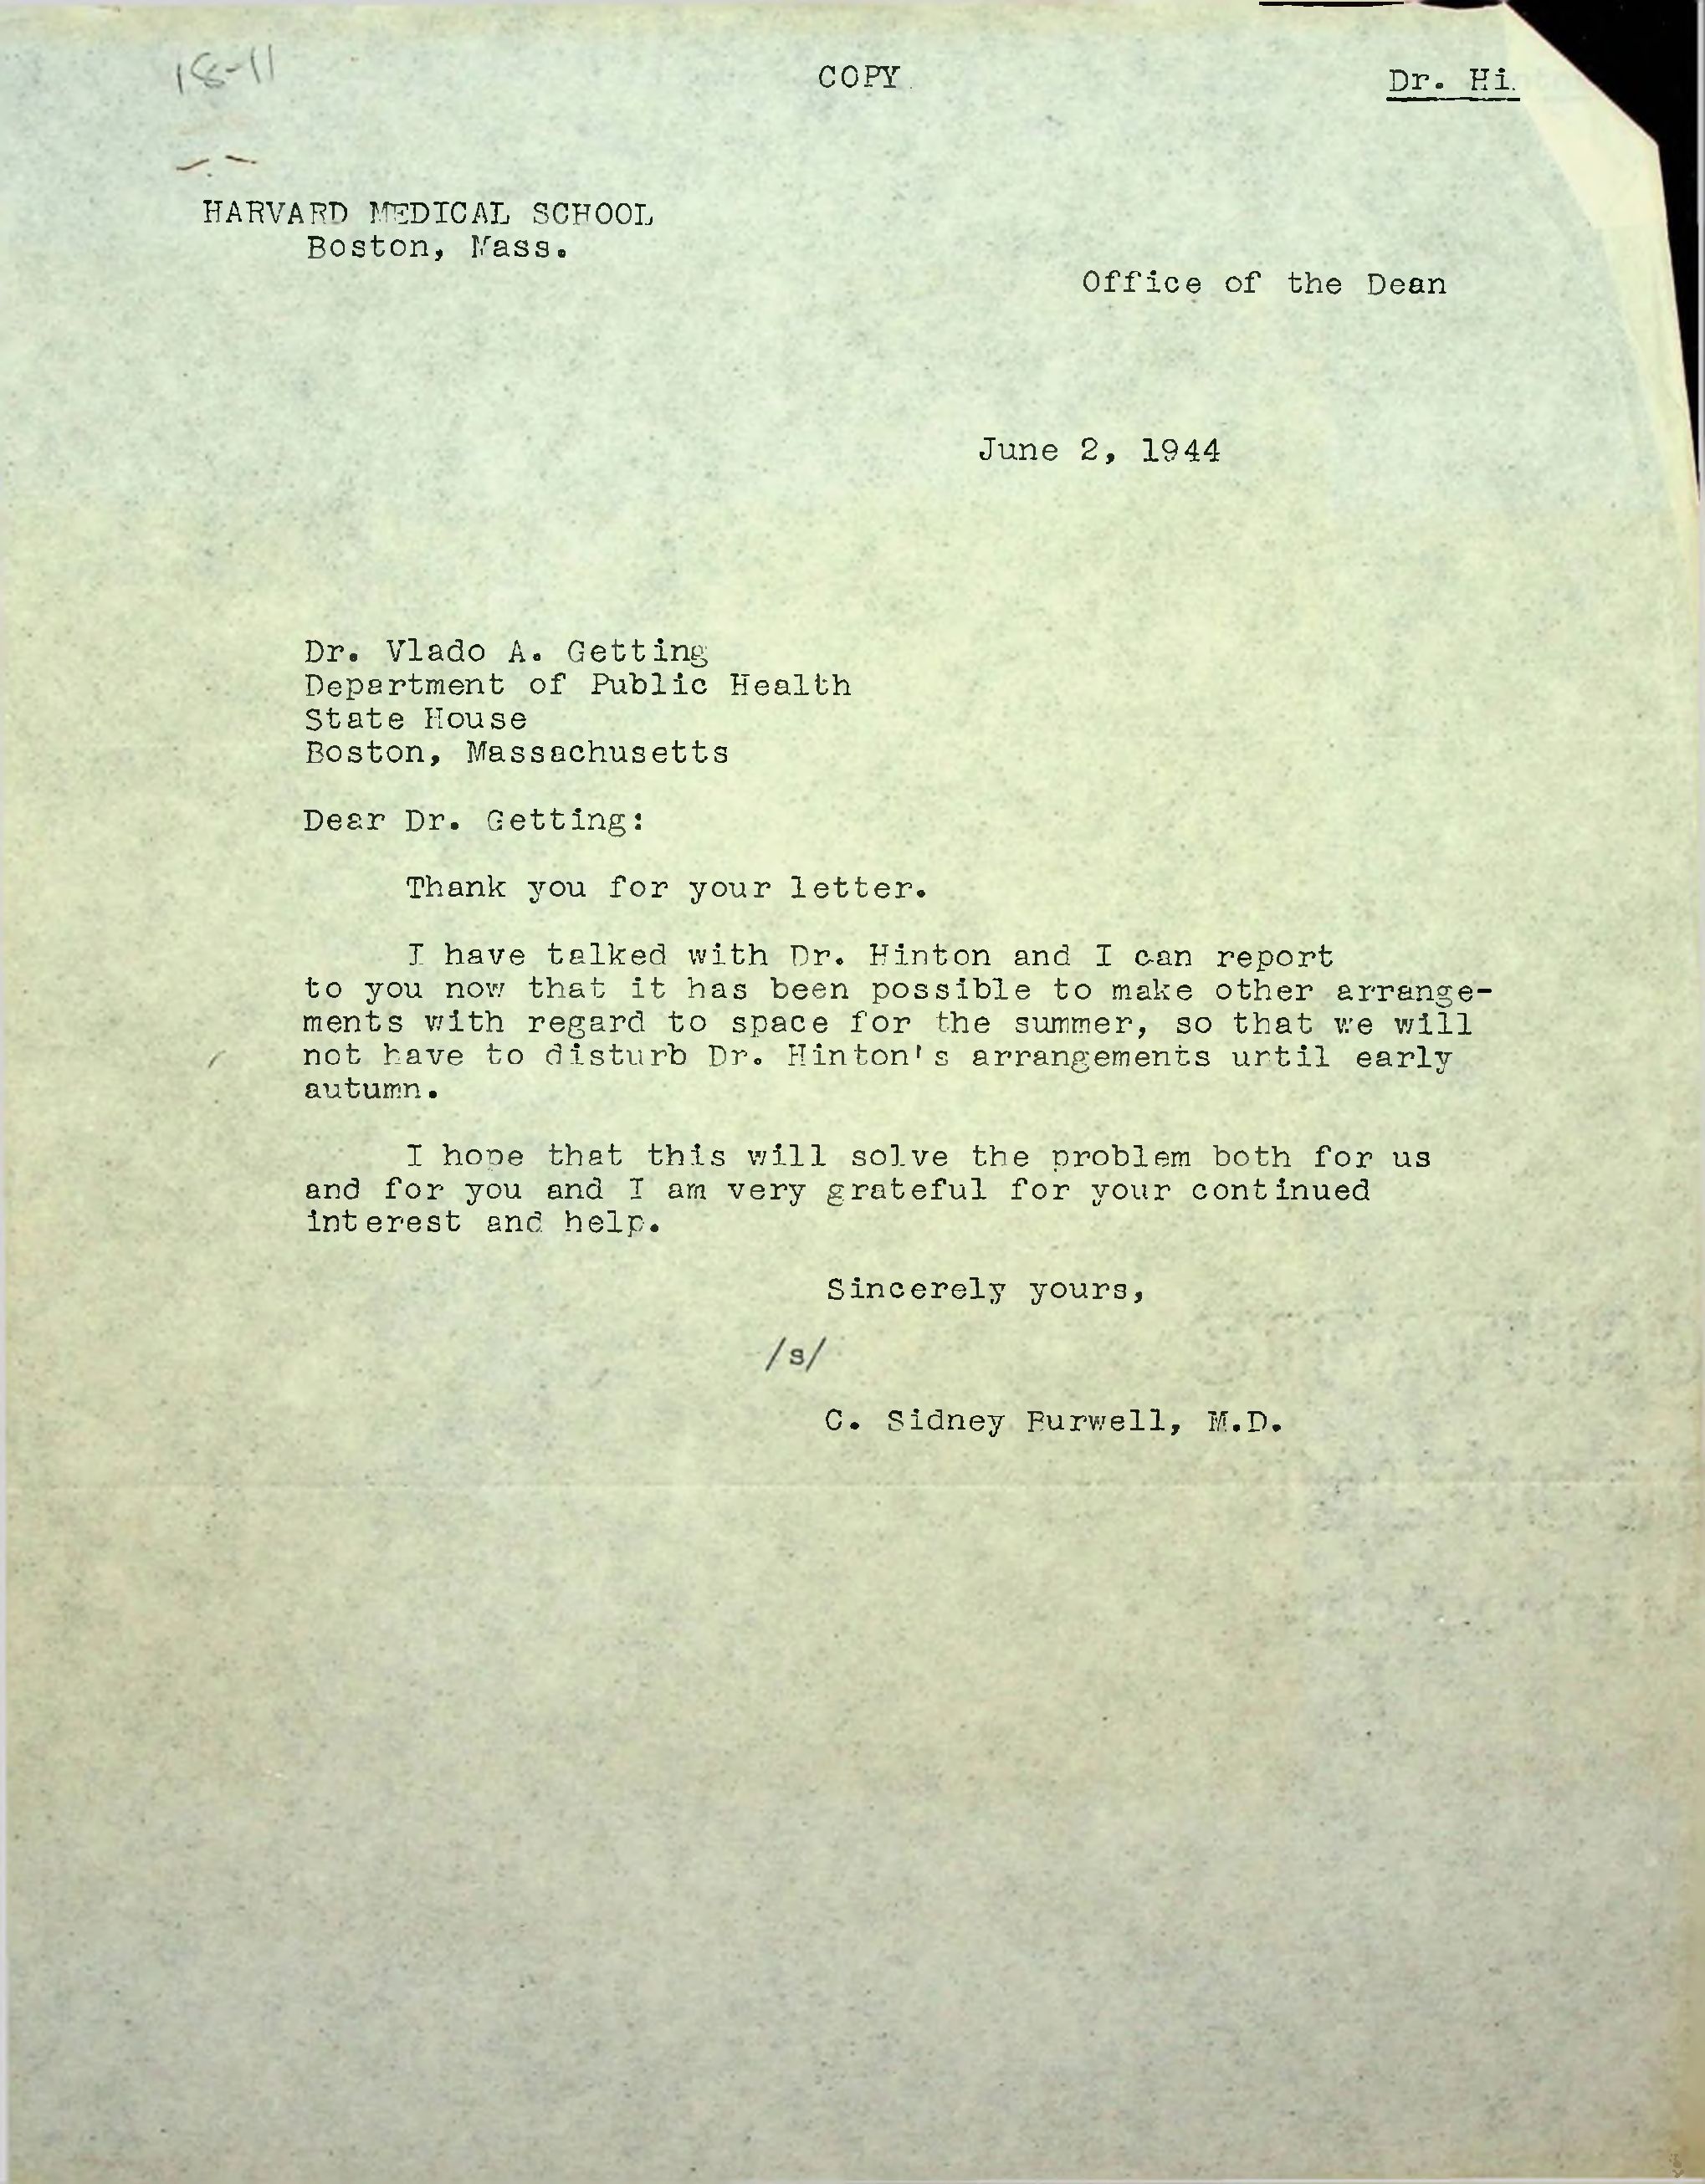 18-11
COPY
Dr. Hi
HARVARD MEDICAL SCHOOL
Boston, Mass.
Office of the Dean
June 2, 1944
Dr. Vlado A. Getting
Department of Public Health
State House
Boston, Massachusetts
Dear Dr. Getting:
Thank you for your letter.
I have talked with Dr. Hinton and I can report
to you now that it has been possible to make other arrange-
ments with regard to space for the summer, so that we will
not have to disturb Dr. Hinton's arrangements until early
autumn.
I hope that this will solve the problem both for us
and for you and I am very grateful for your continued
interest and help.
Sincerely yours,
/s/
C. Sidney Burwell, M.D.